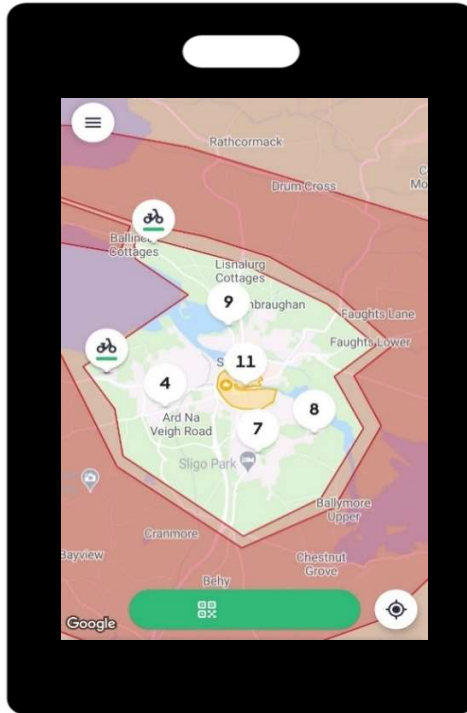 Rathcormack
Drum Cross
Cottages
Lisnalurg
Cottages
9
Faughts Lane
Faughts Lower
11
4
8
Ard Na
Veigh Road
7
Sligo Park
Ballymore
Upper
Cranmore
Bayview
Chestnut
Grove
Behy
Google